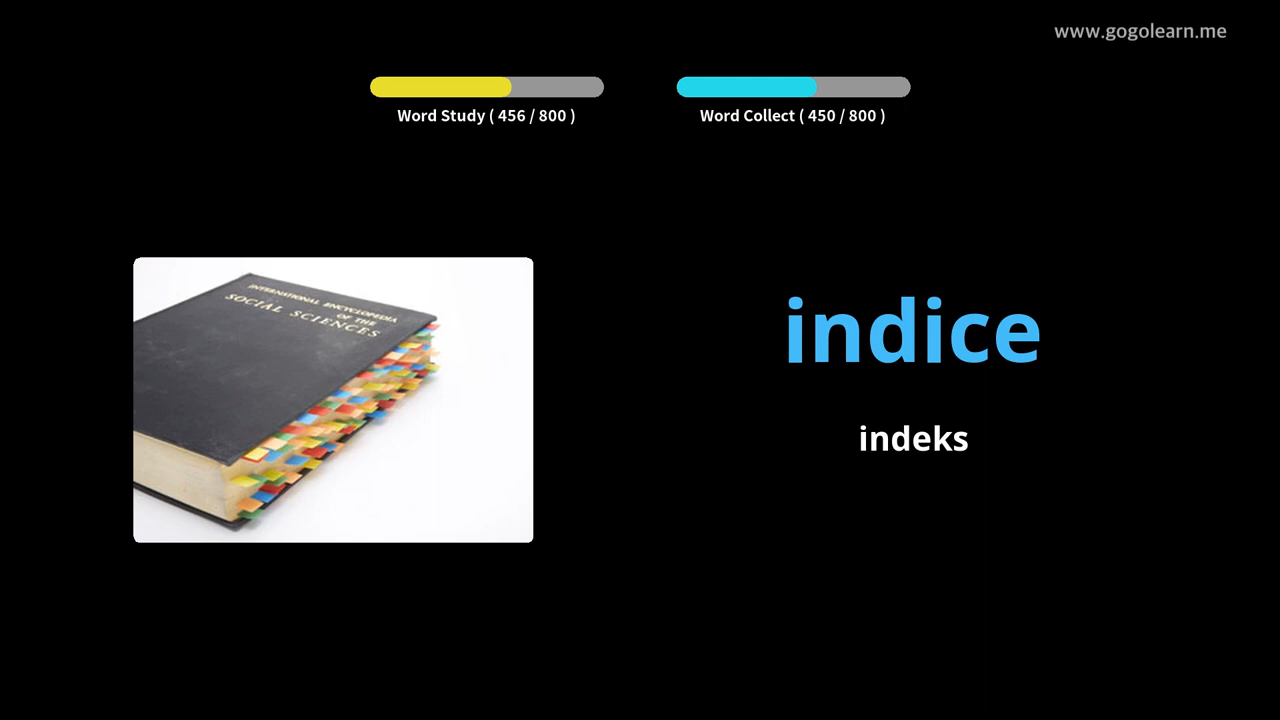 www.gogolearn.me
Word Study ( 456 / 800 )
Word Collect ( 450 / 800 )
INTERNATIONAL ENCYCLOPEDIA
OF THE
SOCIAL SCIENCES
indice
indeks